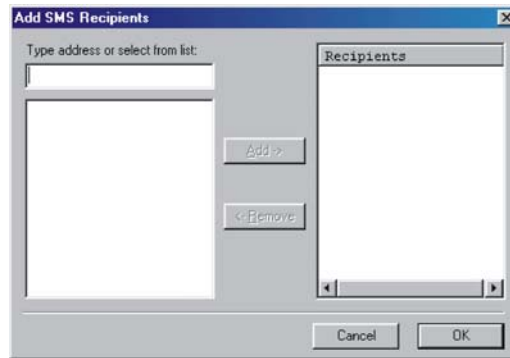 Add SMS Recipients
Type address or select from list:
Recipients
Add ->
<-Remove
Cancel
OK